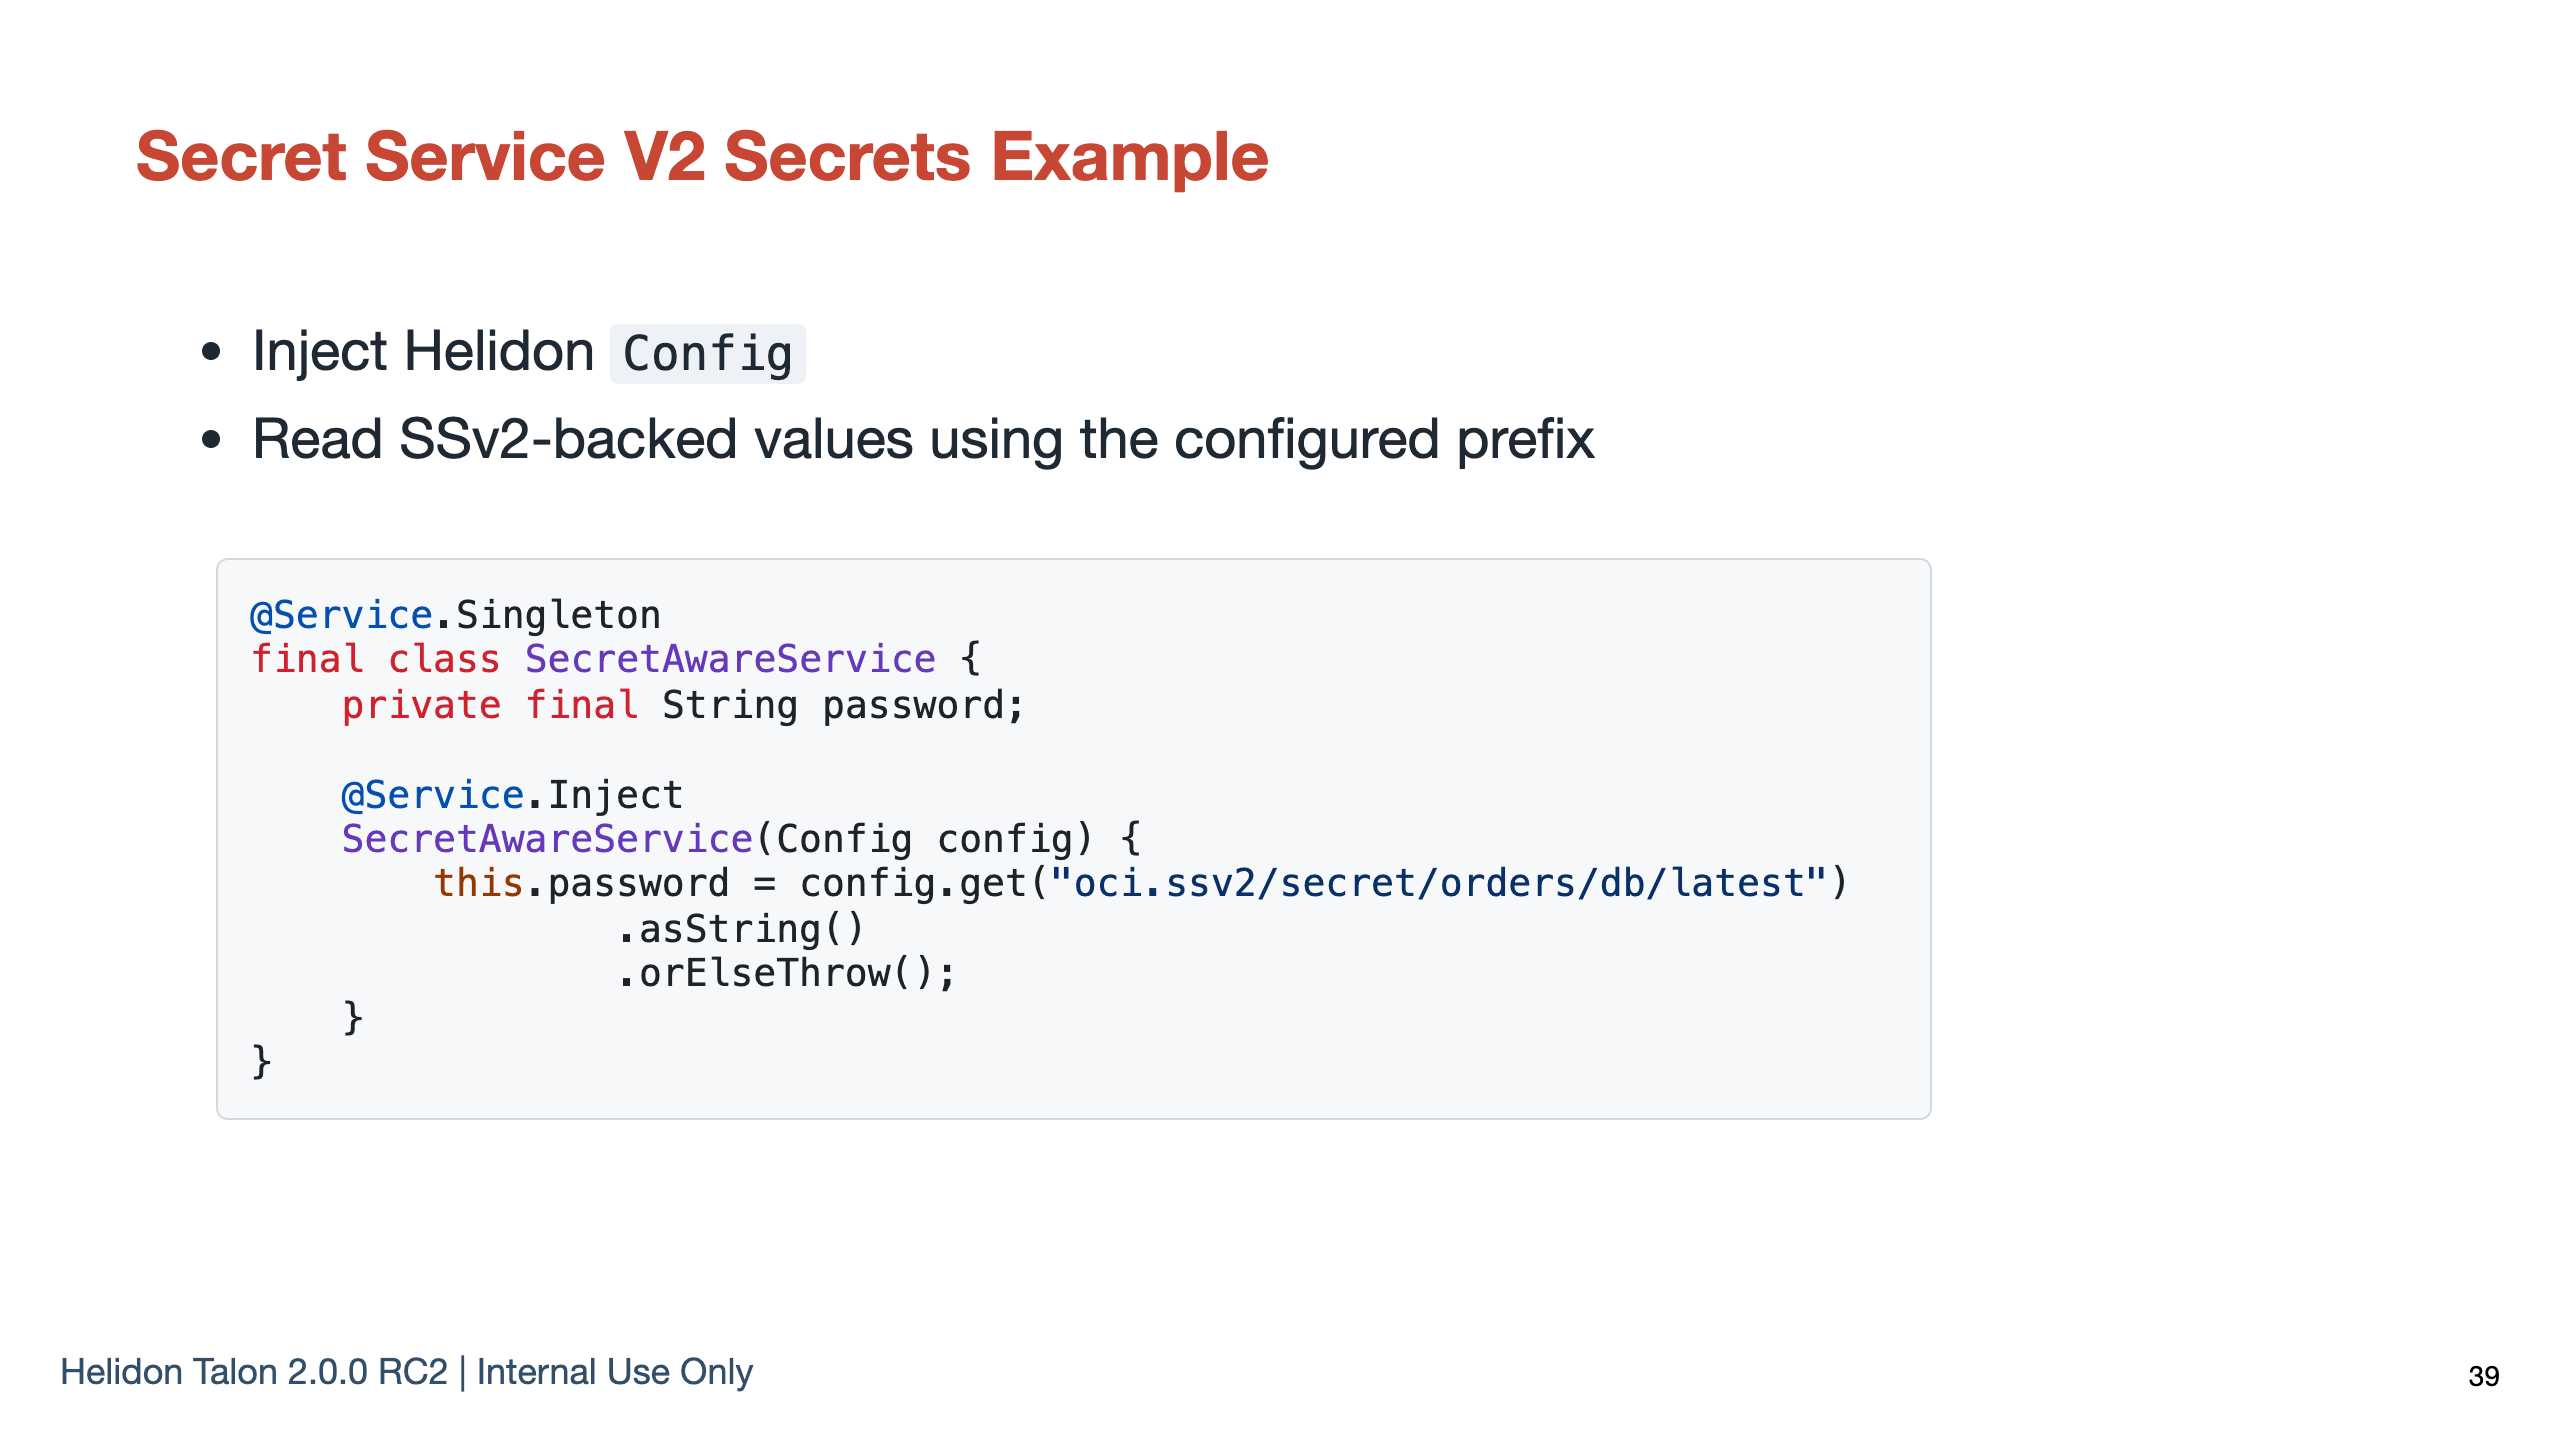 Secret Service V2 Secrets Example
• Inject Helidon Config
• Read SSv2-backed values using the configured prefix
@Service.Singleton
final class SecretAwareService {
    private final String password;

    @Service.Inject
    SecretAwareService(Config config) {
        this.password = config.get("oci.ssv2/secret/orders/db/latest")
                .asString()
                .orElseThrow();
    }
}
Helidon Talon 2.0.0 RC2 | Internal Use Only
39